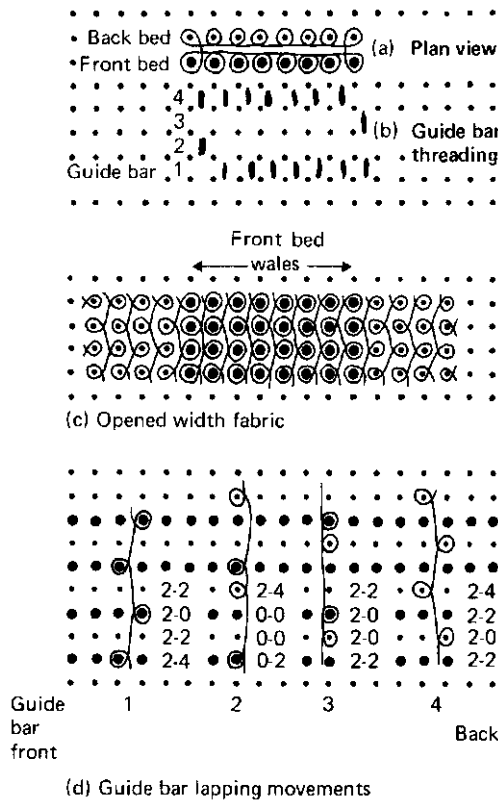 Back bed
(a) Plan view
Front bed
4
3
(b) Guide bar
2
threading
Guide bar 1
Front bed
wales
(c) Opened width fabric
2-2 2-4 2-2 2-4
2-0 0-0 2-0 2-2
2-2 0-0 2-2 2-0
2-4 0-2 2-2 2-2
Guide 1 2 3 4
bar Back
front
(d) Guide bar lapping movements